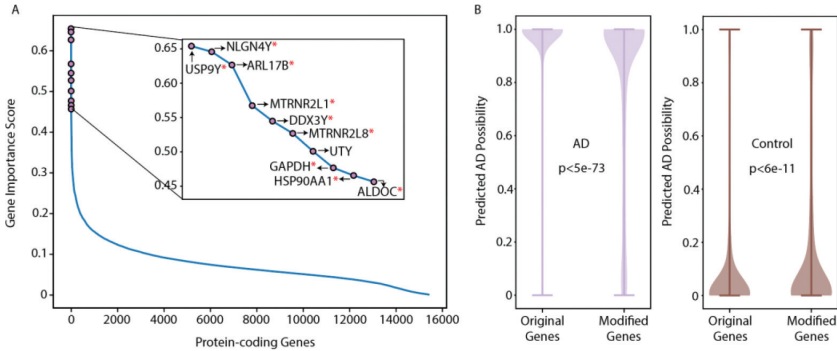 A
Gene Importance Score
0.6
0.5
0.4
0.3
0.2
0.1
0
0
2000
4000
6000
8000
10000
12000
14000
16000
Protein-coding Genes
0.65
0.55
0.50
0.45
NLGN4Y*
USP9Y*
ARL17B*
MTRNR2L1*
DDX3Y*
MTRNR2L8*
UTY
GAPDH*
HSP90AA1*
ALDOC*
B
Predicted AD Possibility
1.0
0.8
0.6
0.4
0.2
0.0
AD
p<5e-73
Original
Genes
Modified
Genes
Predicted AD Possibility
1.0
0.8
0.6
0.4
0.2
0.0
Control
p<6e-11
Original
Genes
Modified
Genes